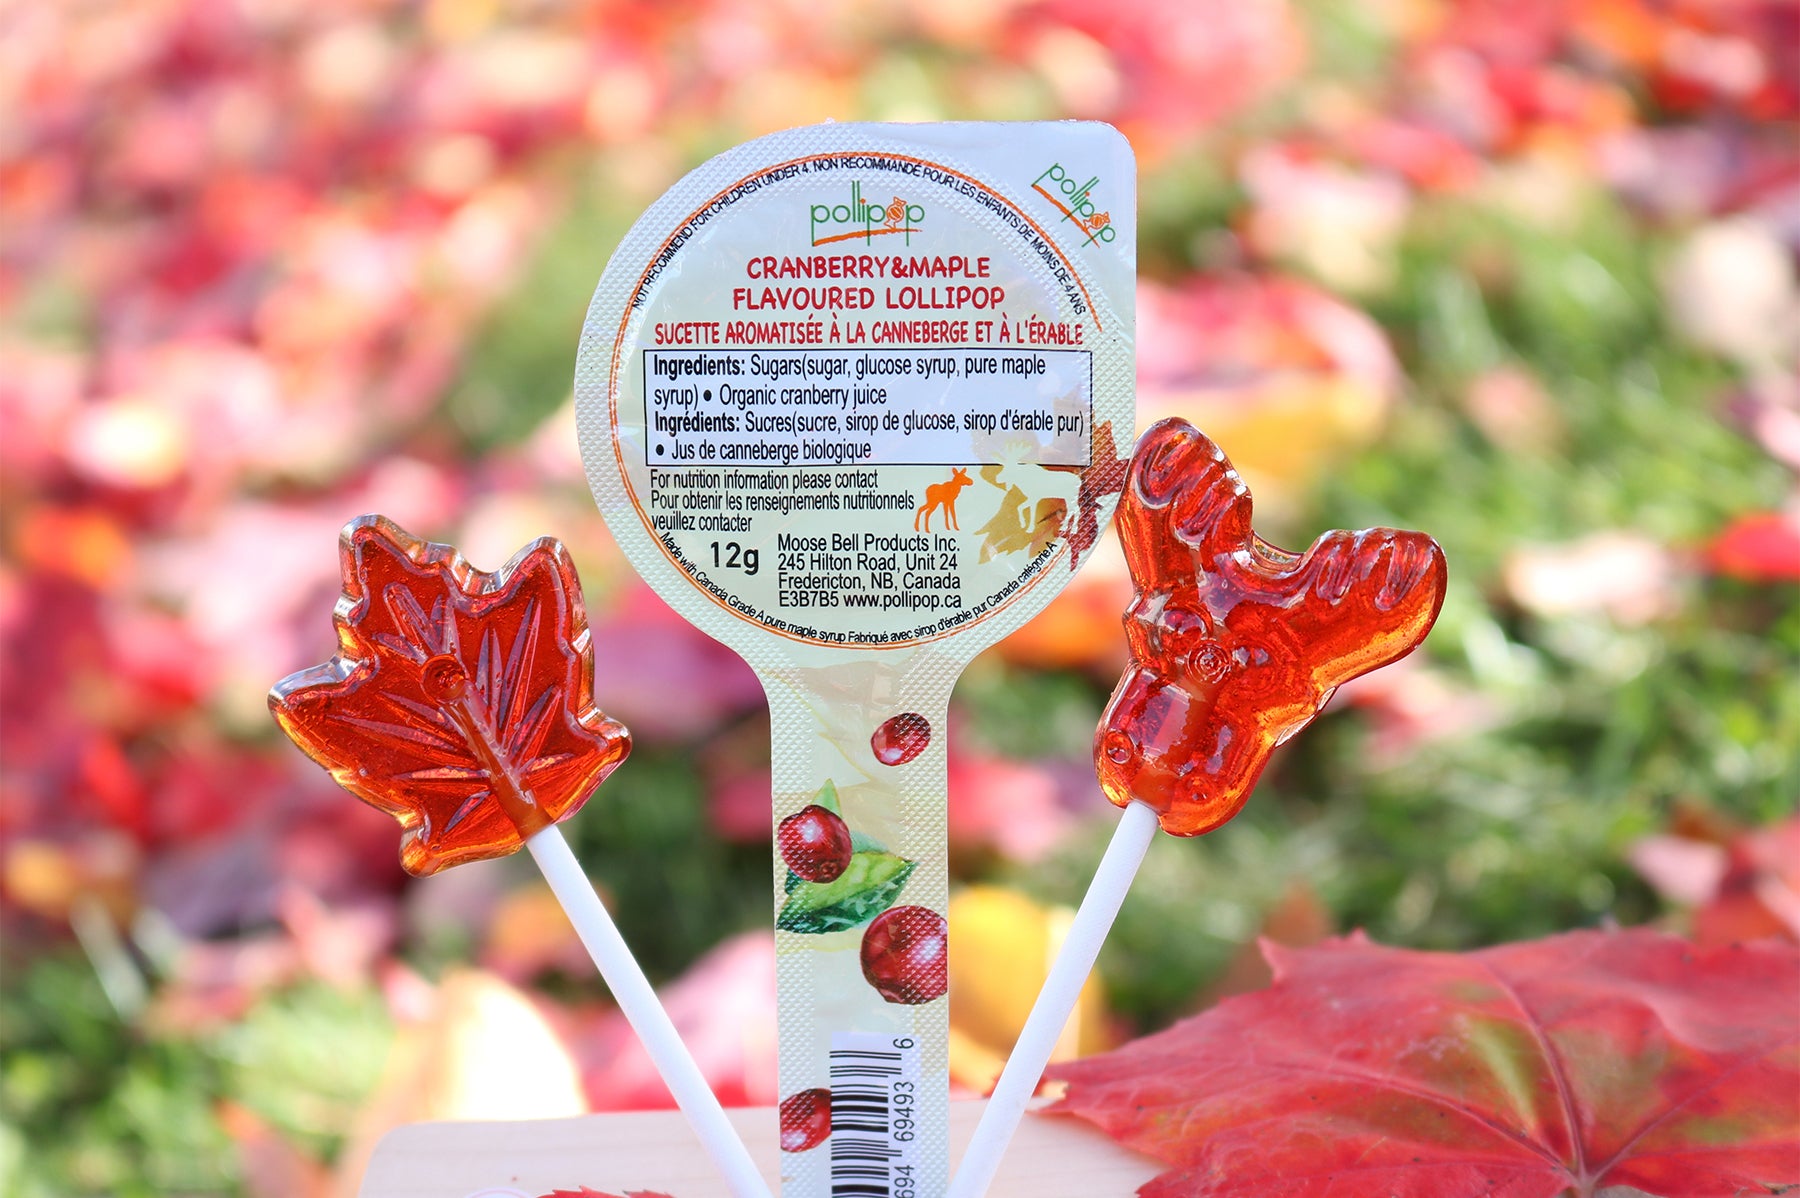 NOT RECOMMEND FOR CHILDREN UNDER 4. NON RECOMMANDÉ POUR LES ENFANTS DE MOINS DE 4 ANS
pollipop
pollipop
CRANBERRY&MAPLE
FLAVOURED LOLLIPOP
SUCETTE AROMATISÉE À LA CANNEBERGE ET À L'ÉRABLE
Ingredients: Sugars(sugar, glucose syrup, pure maple
syrup) • Organic cranberry juice
Ingrédients: Sucres(sucre, sirop de glucose, sirop d'érable pur)
• Jus de canneberge biologique
For nutrition information please contact
Pour obtenir les renseignements nutritionnels
veuillez contacter
12g
Moose Bell Products Inc.
245 Hilton Road, Unit 24
Fredericton, NB, Canada
E3B7B5 www.pollipop.ca
Made with Canada Grade A pure maple syrup Fabriqué avec sirop d'érable pur Canada catégorie A
694 69493 6